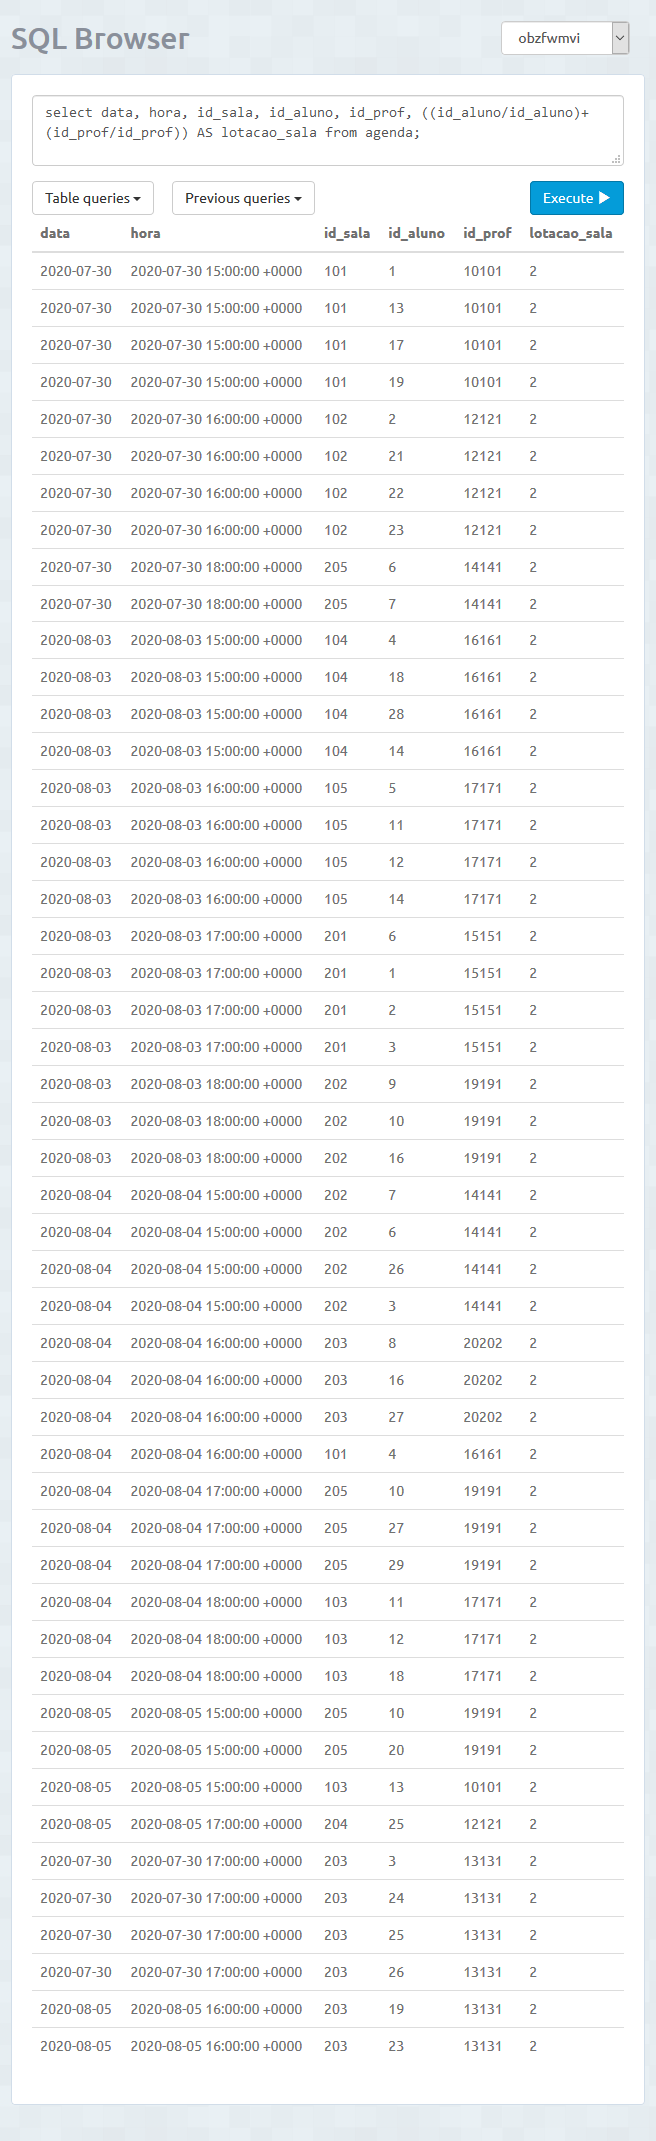 SQL Browser
obzfwmvi
select data, hora, id_sala, id_aluno, id_prof, ((id_aluno/id_aluno)+
(id_prof/id_prof)) AS lotacao_sala from agenda;
Table queries Previous queries Execute
data hora id_sala id_aluno id_prof lotacao_sala
2020-07-30 2020-07-30 15:00:00 +0000 101 1 10101 2
2020-07-30 2020-07-30 15:00:00 +0000 101 13 10101 2
2020-07-30 2020-07-30 15:00:00 +0000 101 17 10101 2
2020-07-30 2020-07-30 15:00:00 +0000 101 19 10101 2
2020-07-30 2020-07-30 16:00:00 +0000 102 2 12121 2
2020-07-30 2020-07-30 16:00:00 +0000 102 21 12121 2
2020-07-30 2020-07-30 16:00:00 +0000 102 22 12121 2
2020-07-30 2020-07-30 16:00:00 +0000 102 23 12121 2
2020-07-30 2020-07-30 18:00:00 +0000 205 6 14141 2
2020-07-30 2020-07-30 18:00:00 +0000 205 7 14141 2
2020-08-03 2020-08-03 15:00:00 +0000 104 4 16161 2
2020-08-03 2020-08-03 15:00:00 +0000 104 18 16161 2
2020-08-03 2020-08-03 15:00:00 +0000 104 28 16161 2
2020-08-03 2020-08-03 15:00:00 +0000 104 14 16161 2
2020-08-03 2020-08-03 16:00:00 +0000 105 5 17171 2
2020-08-03 2020-08-03 16:00:00 +0000 105 11 17171 2
2020-08-03 2020-08-03 16:00:00 +0000 105 12 17171 2
2020-08-03 2020-08-03 16:00:00 +0000 105 14 17171 2
2020-08-03 2020-08-03 17:00:00 +0000 201 6 15151 2
2020-08-03 2020-08-03 17:00:00 +0000 201 1 15151 2
2020-08-03 2020-08-03 17:00:00 +0000 201 2 15151 2
2020-08-03 2020-08-03 17:00:00 +0000 201 3 15151 2
2020-08-03 2020-08-03 18:00:00 +0000 202 9 19191 2
2020-08-03 2020-08-03 18:00:00 +0000 202 10 19191 2
2020-08-03 2020-08-03 18:00:00 +0000 202 16 19191 2
2020-08-04 2020-08-04 15:00:00 +0000 202 7 14141 2
2020-08-04 2020-08-04 15:00:00 +0000 202 6 14141 2
2020-08-04 2020-08-04 15:00:00 +0000 202 26 14141 2
2020-08-04 2020-08-04 15:00:00 +0000 202 3 14141 2
2020-08-04 2020-08-04 16:00:00 +0000 203 8 20202 2
2020-08-04 2020-08-04 16:00:00 +0000 203 16 20202 2
2020-08-04 2020-08-04 16:00:00 +0000 203 27 20202 2
2020-08-04 2020-08-04 16:00:00 +0000 101 4 16161 2
2020-08-04 2020-08-04 17:00:00 +0000 205 10 19191 2
2020-08-04 2020-08-04 17:00:00 +0000 205 27 19191 2
2020-08-04 2020-08-04 17:00:00 +0000 205 29 19191 2
2020-08-04 2020-08-04 18:00:00 +0000 103 11 17171 2
2020-08-04 2020-08-04 18:00:00 +0000 103 12 17171 2
2020-08-04 2020-08-04 18:00:00 +0000 103 18 17171 2
2020-08-05 2020-08-05 15:00:00 +0000 205 10 19191 2
2020-08-05 2020-08-05 15:00:00 +0000 205 20 19191 2
2020-08-05 2020-08-05 15:00:00 +0000 103 13 10101 2
2020-08-05 2020-08-05 17:00:00 +0000 204 25 12121 2
2020-07-30 2020-07-30 17:00:00 +0000 203 3 13131 2
2020-07-30 2020-07-30 17:00:00 +0000 203 24 13131 2
2020-07-30 2020-07-30 17:00:00 +0000 203 25 13131 2
2020-07-30 2020-07-30 17:00:00 +0000 203 26 13131 2
2020-08-05 2020-08-05 16:00:00 +0000 203 19 13131 2
2020-08-05 2020-08-05 16:00:00 +0000 203 23 13131 2